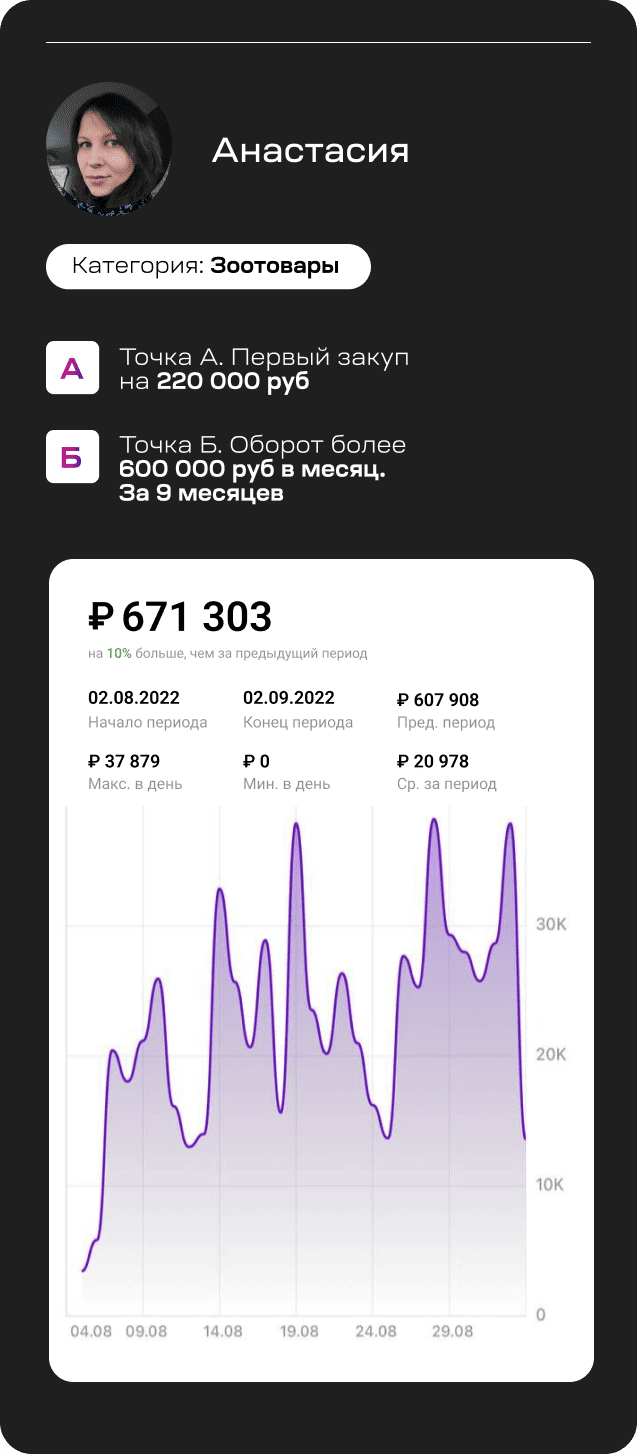 Анастасия
Категория: Зоотовары
А
Точка А. Первый закуп
на 220 000 руб
Б
Точка Б. Оборот более
600 000 руб в месяц.
За 9 месяцев
₽ 671 303
на 10% больше, чем за предыдущий период
02.08.2022
Начало периода
02.09.2022
Конец периода
₽ 607 908
Пред. период
₽ 37 879
Макс. в день
₽ 0
Мин. в день
₽ 20 978
Ср. за период
30K
20K
10K
0
04.08 09.08 14.08 19.08 24.08 29.08